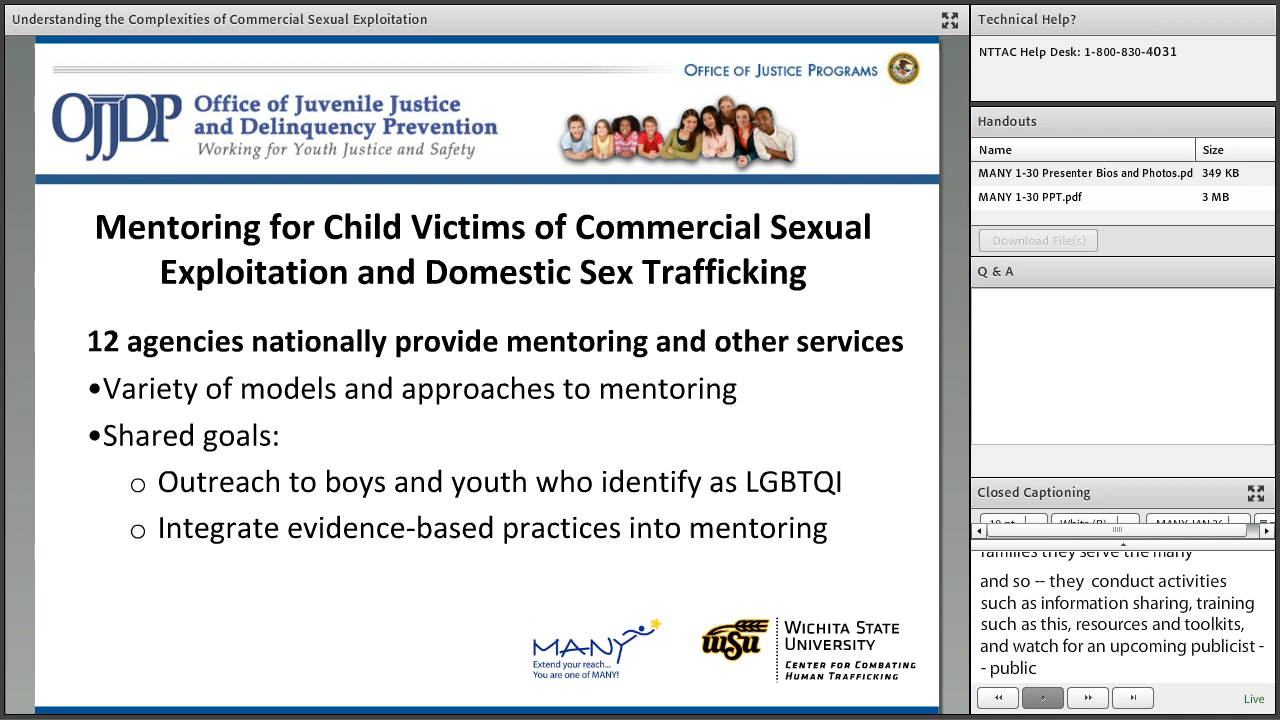 Understanding the Complexities of Commercial Sexual Exploitation
OFFICE OF JUSTICE PROGRAMS
OJJDP
Office of Juvenile Justice
and Delinquency Prevention
Working for Youth Justice and Safety
Mentoring for Child Victims of Commercial Sexual
Exploitation and Domestic Sex Trafficking
12 agencies nationally provide mentoring and other services
•Variety of models and approaches to mentoring
•Shared goals:
o Outreach to boys and youth who identify as LGBTQI
o Integrate evidence-based practices into mentoring
MANY
Extend your reach...
You are one of MANY!
wsu
WICHITA STATE
UNIVERSITY
CENTER FOR COMBATING
HUMAN TRAFFICKING
Technical Help?
NTTAC Help Desk: 1-800-830-4031
Handouts
Name Size
MANY 1-30 Presenter Bios and Photos.pd 349 KB
MANY 1-30 PPT.pdf 3 MB
Download File(s)
Q & A
Closed Captioning
families they serve the many
and so -- they conduct activities
such as information sharing, training
such as this, resources and toolkits,
and watch for an upcoming publicist -
- public
Live